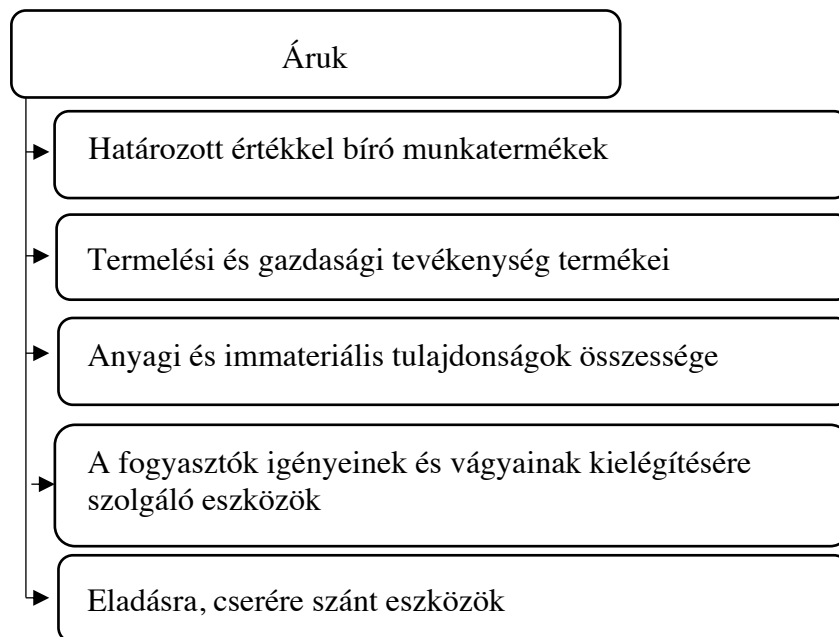 Áruk
Határozott értékkel bíró munkatermékek
Termelési és gazdasági tevékenység termékei
Anyagi és immateriális tulajdonságok összessége
A fogyasztók igényeinek és vágyainak kielégítésére
szolgáló eszközök
Eladásra, cserére szánt eszközök